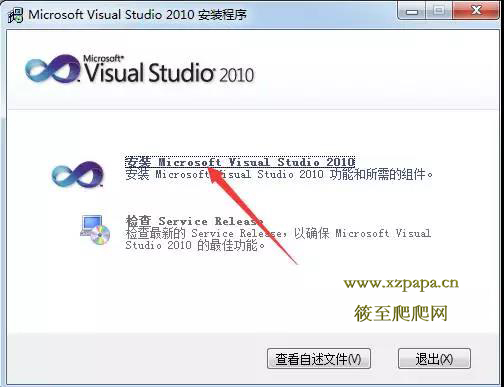 Microsoft Visual Studio 2010 安装程序
Microsoft®
Visual Studio® 2010
安装 Microsoft Visual Studio 2010
安装 Microsoft Visual Studio 2010 功能和所需的组件。
检查 Service Release
检查最新的 Service Release，以确保 Microsoft Visual
Studio 2010 的最佳功能。
www.xzpapa.cn
筱至爬爬网
查看自述文件(V)
退出(X)